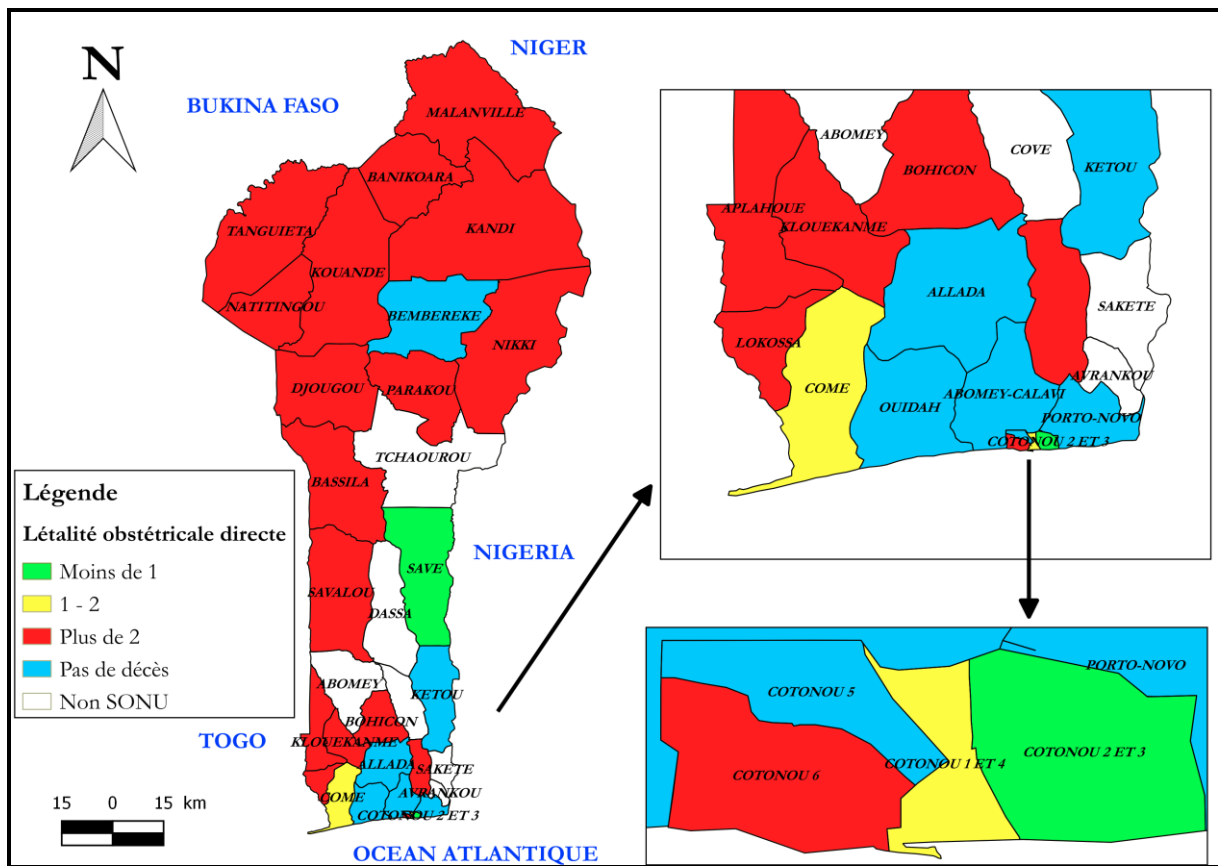 N
NIGER
BUKINA FASO
MALANVILLE
BANIKOARA
KANDI
TANGUIETA
KOUANDE
NATITINGOU
BEMBEREKE
NIKKI
DJOUGOU
PARAKOU
TCHAOUROU
BASSILA
NIGERIA
SAVE
SAVALOU
DASSA
ABOMEY
KETOU
BOHICON
TOGO
KLOUEKANME
ALLADA
SAKETE
COME
AVRANKOU
COTONOU 2 ET 3
OCEAN ATLANTIQUE
Légende
Létalité obstétricale directe
Moins de 1
1 - 2
Plus de 2
Pas de décès
Non SONU
15 0 15 km
ABOMEY
COVE
BOHICON
KETOU
APLAHOUE
KLOUEKANME
ALLADA
SAKETE
LOKOSSA
AVRANKOU
COME
ABOMEY-CALAVI
OUIDAH
PORTO-NOVO
COTONOU 2 ET 3
PORTO-NOVO
COTONOU 5
COTONOU 2 ET 3
COTONOU 1 ET 4
COTONOU 6